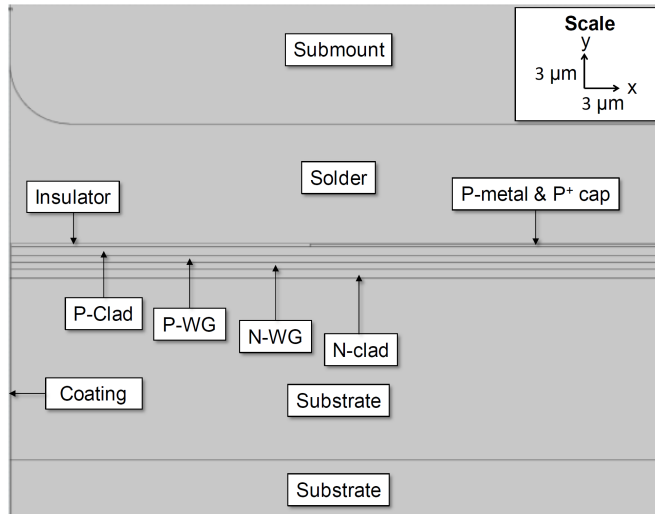 Submount
Scale
y
3 μm
x
3 μm
Solder
Insulator
P-metal & P⁺ cap
P-Clad
P-WG
N-WG
N-clad
Coating
Substrate
Substrate